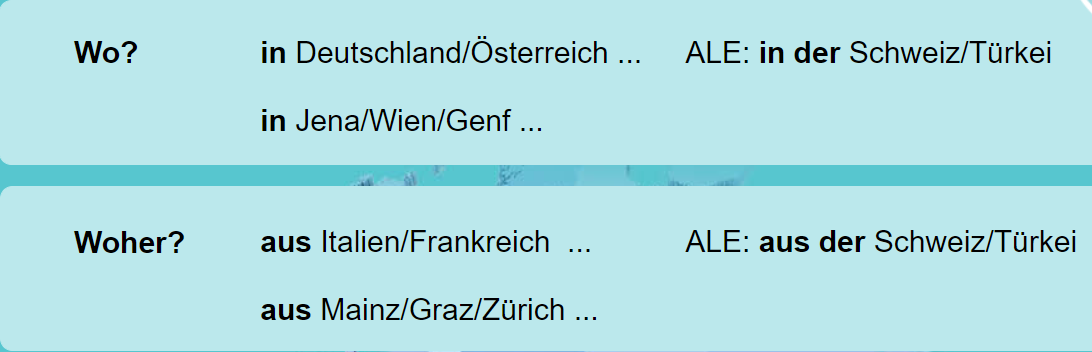 Wo? in Deutschland/Österreich ... ALE: in der Schweiz/Türkei
in Jena/Wien/Genf ...
Woher? aus Italien/Frankreich ... ALE: aus der Schweiz/Türkei
aus Mainz/Graz/Zürich ...